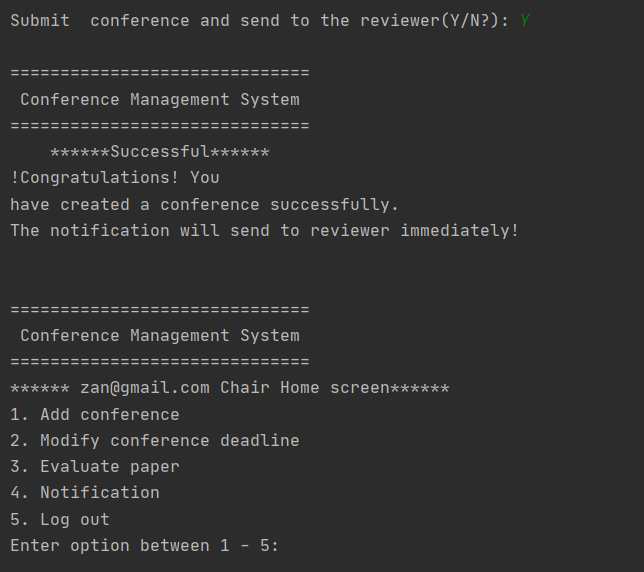 Submit  conference and send to the reviewer(Y/N?): Y
==============================
 Conference Management System
==============================
    ******Successful******
!Congratulations! You
have created a conference successfully.
The notification will send to reviewer immediately!
==============================
 Conference Management System
==============================
****** zan@gmail.com Chair Home screen******
1. Add conference
2. Modify conference deadline
3. Evaluate paper
4. Notification
5. Log out
Enter option between 1 - 5: